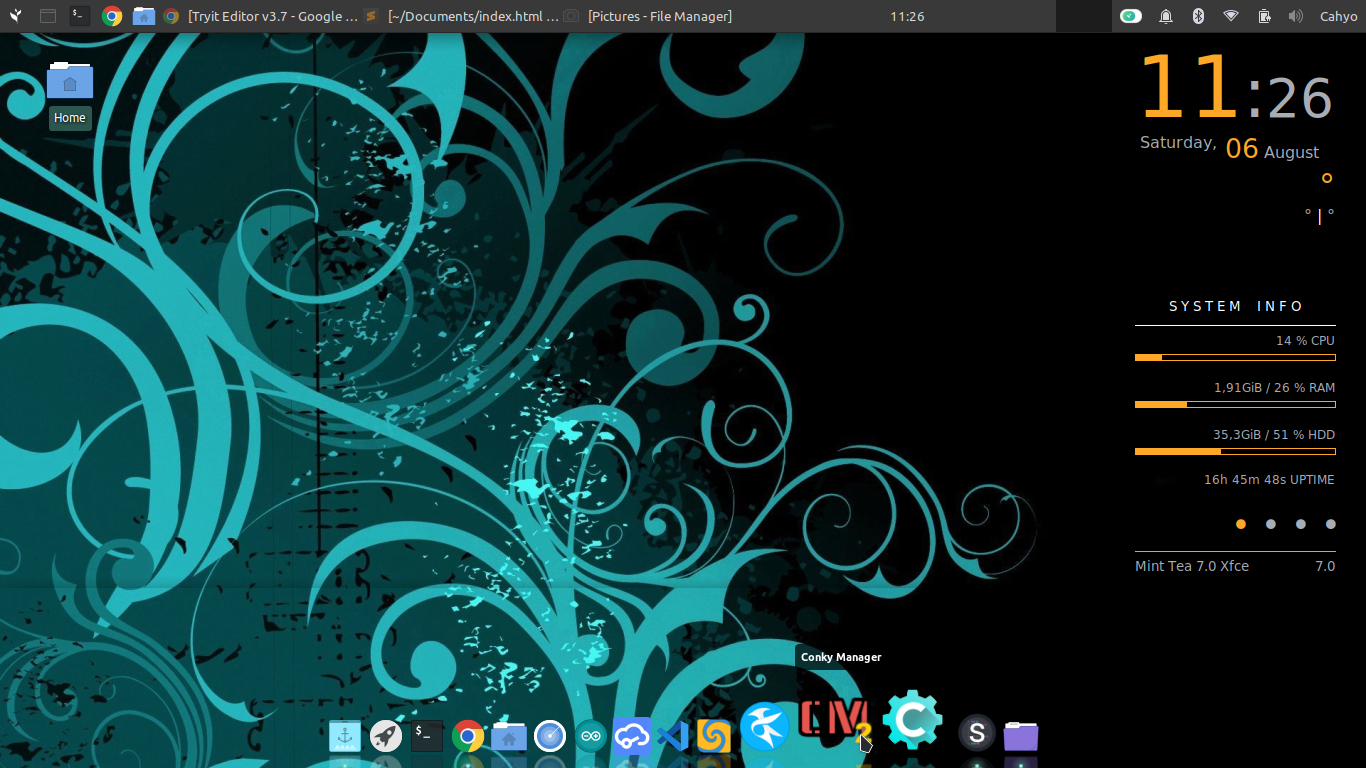 [Tryit Editor v3.7 - Google ... [~/Documents/index.html ... [Pictures - File Manager] 11:26 Cahyo
Home
11:26
Saturday, 06 August
° | °
SYSTEM INFO
14 % CPU
1,91GiB / 26 % RAM
35,3GiB / 51 % HDD
16h 45m 48s UPTIME
Mint Tea 7.0 Xfce 7.0
Conky Manager
$_
CM2
C
S